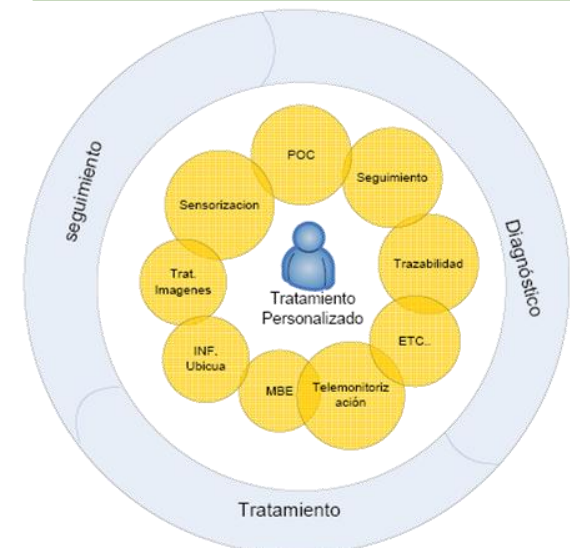 seguimiento
Diagnóstico
Tratamiento
POC
Seguimiento
Trazabilidad
ETC..
Telemonitoriz
ación
MBE
INF.
Ubicua
Trat.
Imagenes
Sensorizacion
Tratamiento
Personalizado